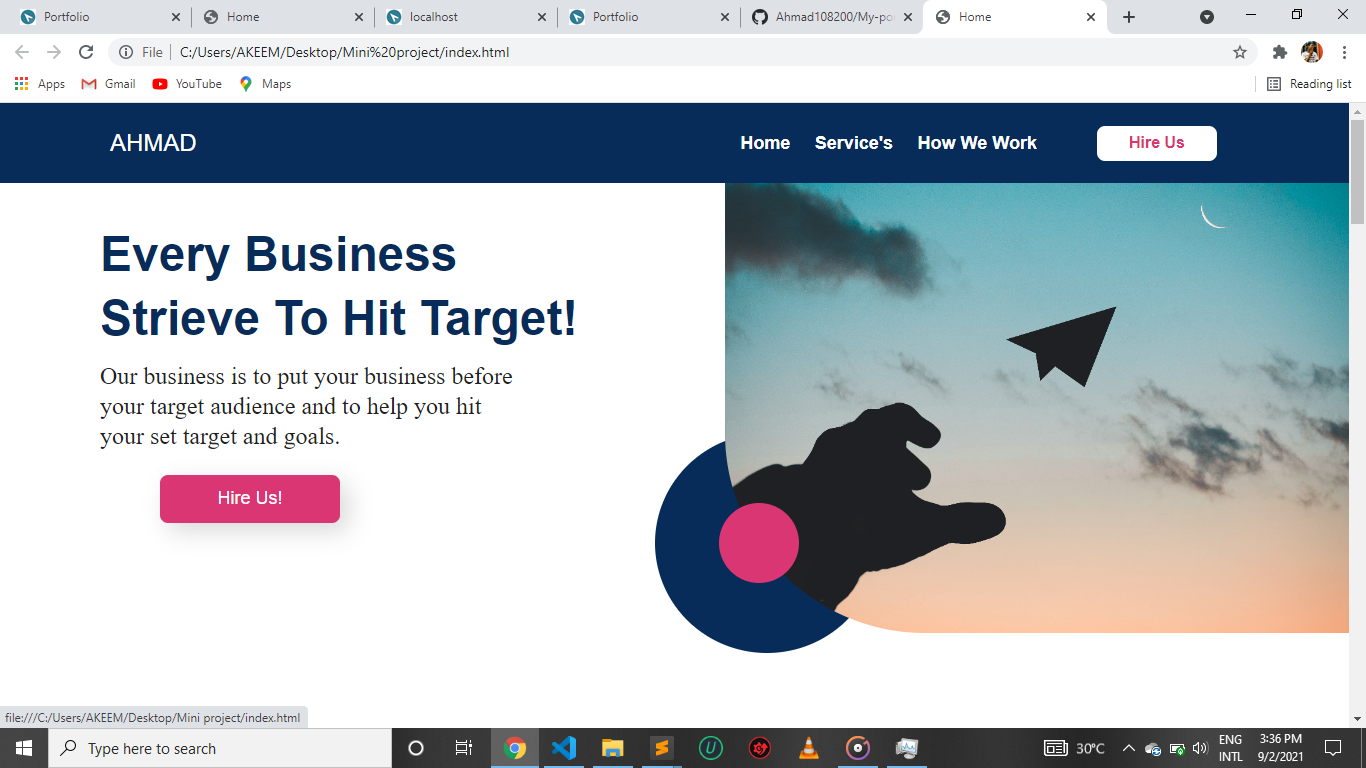 Portfolio
Home
localhost
Portfolio
Ahmad108200/My-po
Home
File
C:/Users/AKEEM/Desktop/Mini%20project/index.html
Apps
Gmail
YouTube
Maps
Reading list
AHMAD
Home
Service's
How We Work
Hire Us
Every Business
Strieve To Hit Target!
Our business is to put your business before
your target audience and to help you hit
your set target and goals.
Hire Us!
file:///C:/Users/AKEEM/Desktop/Mini project/index.html
Type here to search
30°C
ENG
INTL
3:36 PM
9/2/2021